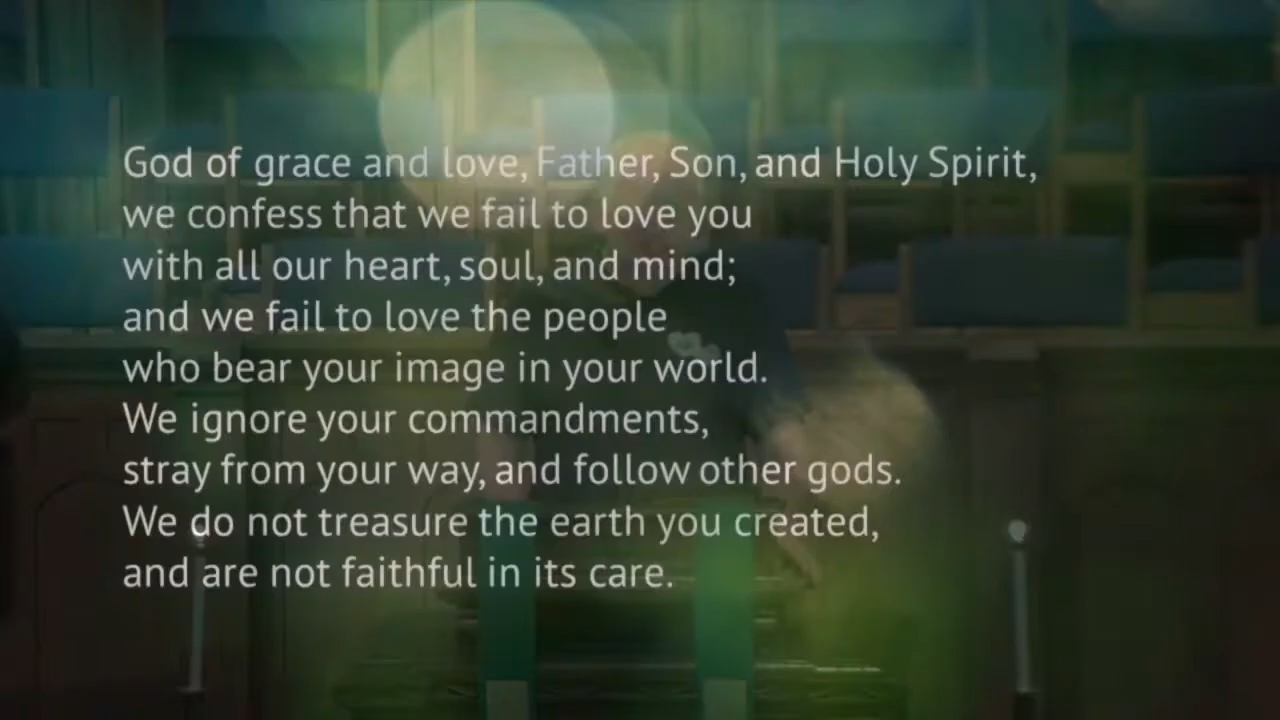 God of grace and love, Father, Son, and Holy Spirit,
we confess that we fail to love you
with all our heart, soul, and mind;
and we fail to love the people
who bear your image in your world.
We ignore your commandments,
stray from your way, and follow other gods.
We do not treasure the earth you created,
and are not faithful in its care.